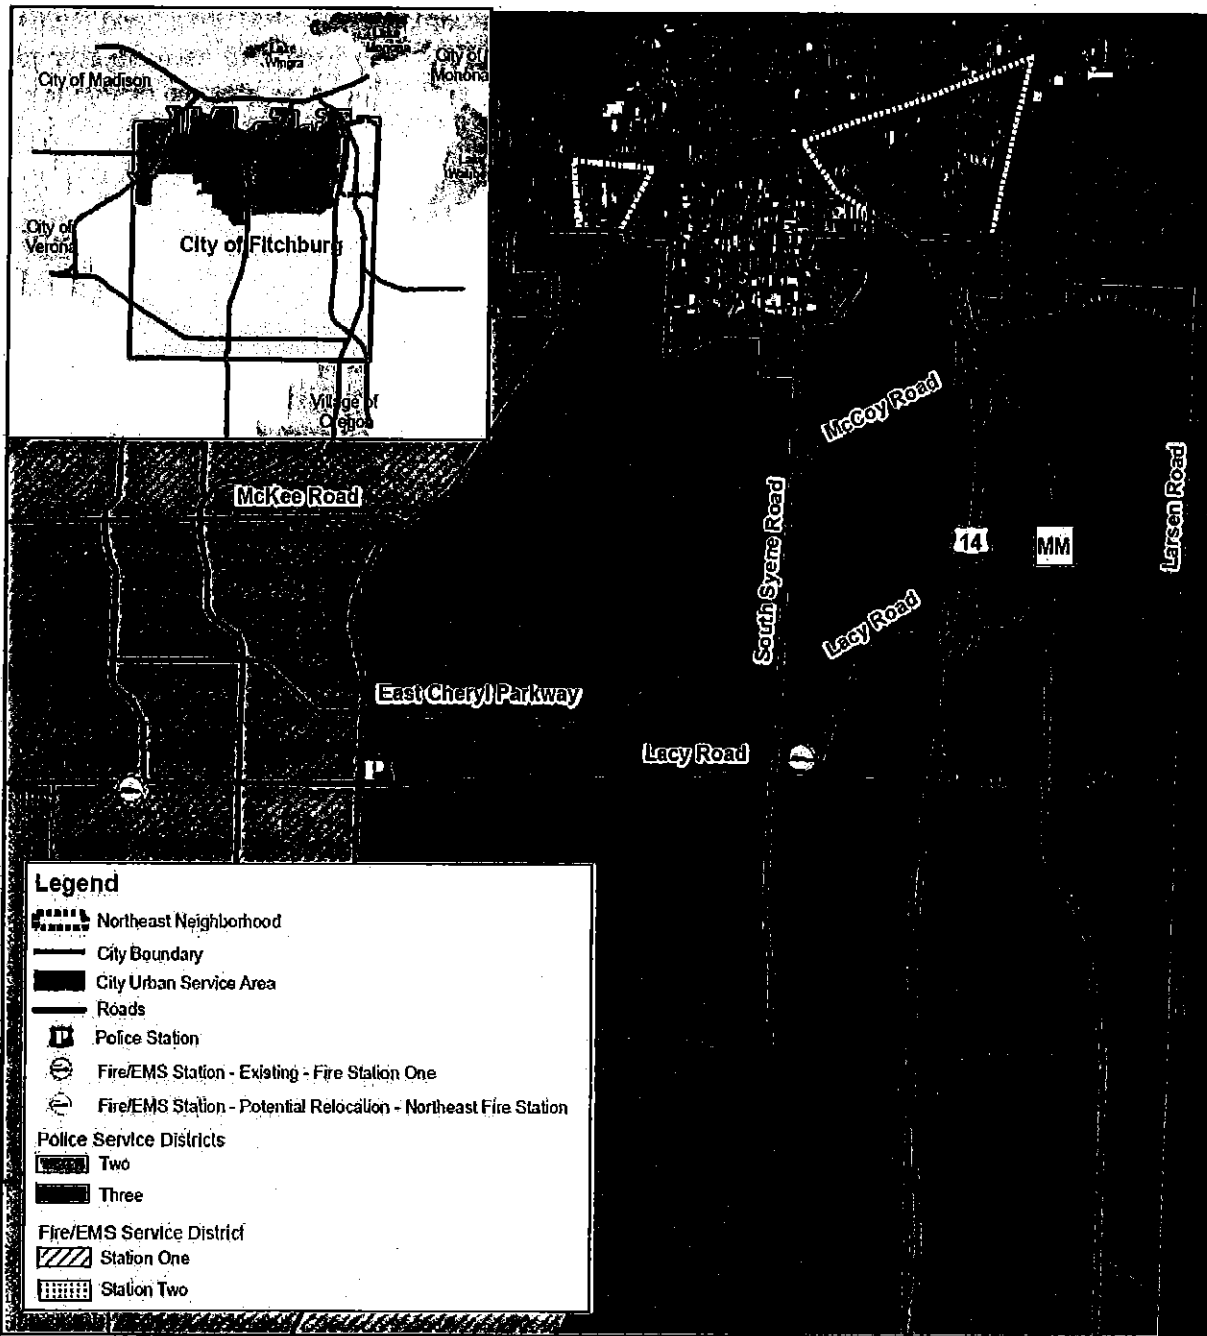 Lake
Wingra
Lake
Monona
City of
Monona
City of Madison
City of
Verona
City of Fitchburg
Village of
Oregon
McKee Road
McCoy Road
South Syene Road
Larsen Road
14
MM
Lacy Road
East Cheryl Parkway
Lacy Road
P
Legend
Northeast Neighborhood
City Boundary
City Urban Service Area
Roads
P
Police Station
Fire/EMS Station - Existing - Fire Station One
Fire/EMS Station - Potential Relocation - Northeast Fire Station
Police Service Districts
Two
Three
Fire/EMS Service District
Station One
Station Two